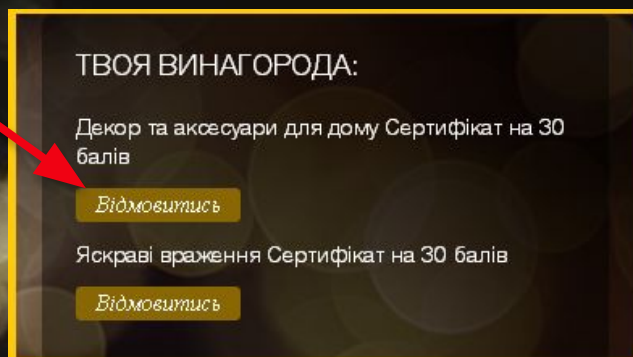 ТВОЯ ВИНАГОРОДА:
Декор та аксесуари для дому Сертифікат на 30
балів
Відмовитись
Яскраві враження Сертифікат на 30 балів
Відмовитись